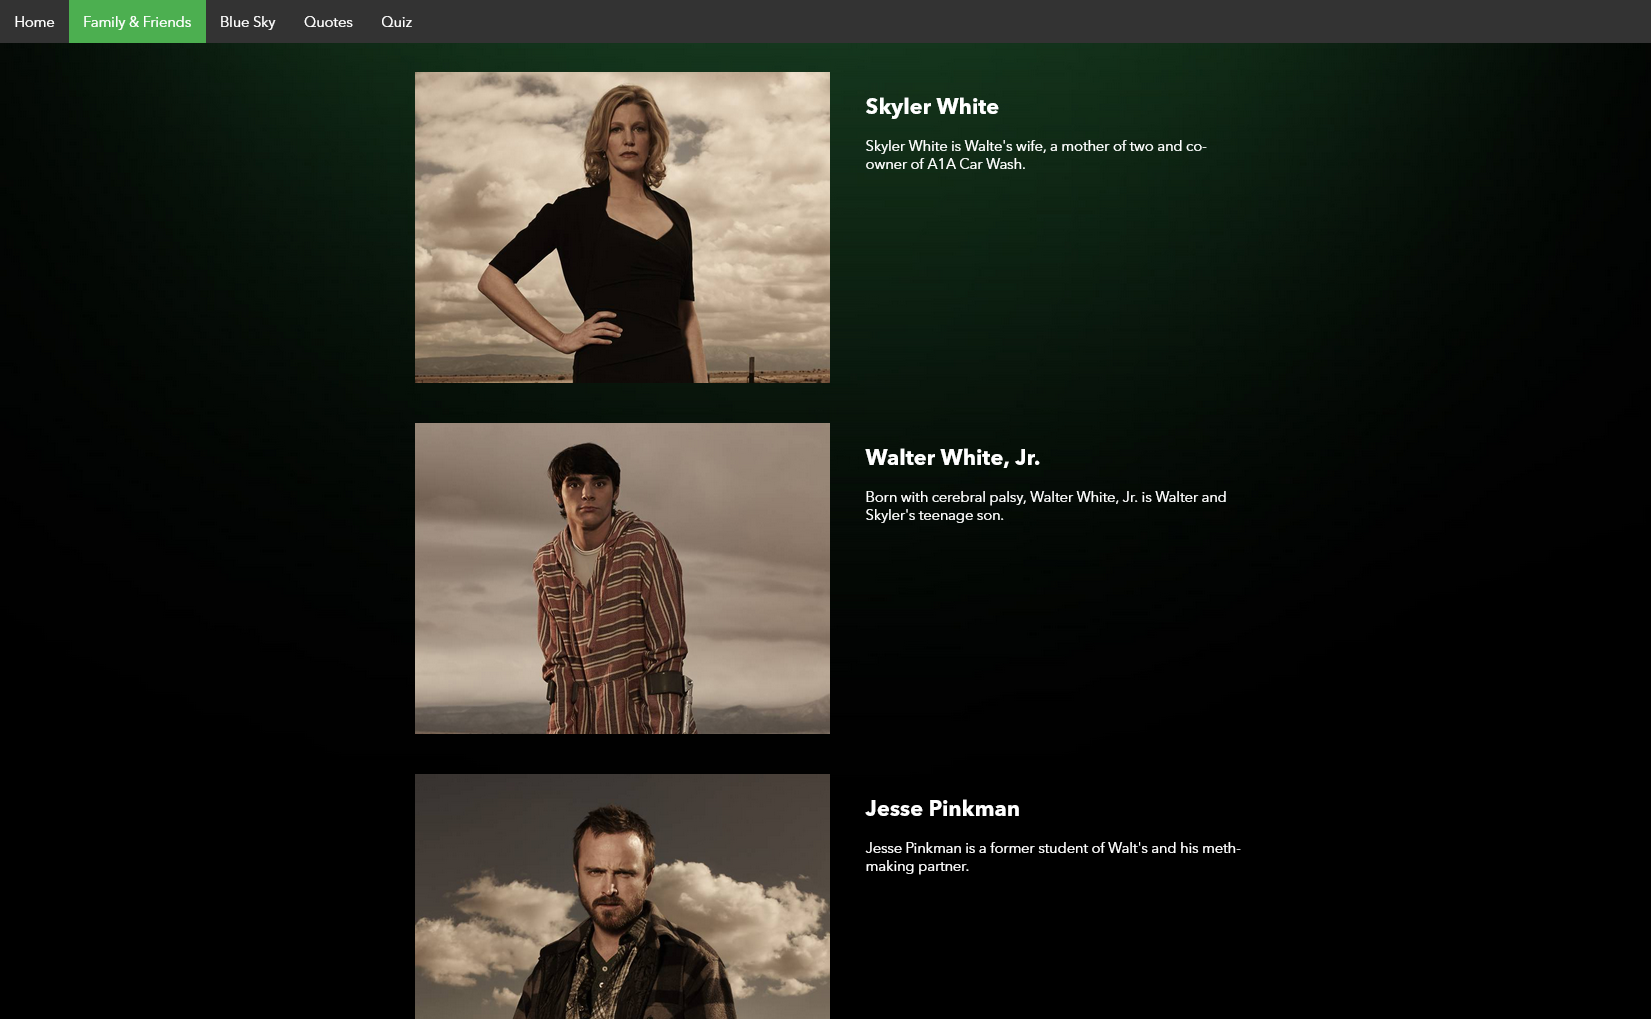 Home Family & Friends Blue Sky Quotes Quiz
Skyler White
Skyler White is Walte's wife, a mother of two and co-
owner of A1A Car Wash.
Walter White, Jr.
Born with cerebral palsy, Walter White, Jr. is Walter and
Skyler's teenage son.
Jesse Pinkman
Jesse Pinkman is a former student of Walt's and his meth-
making partner.